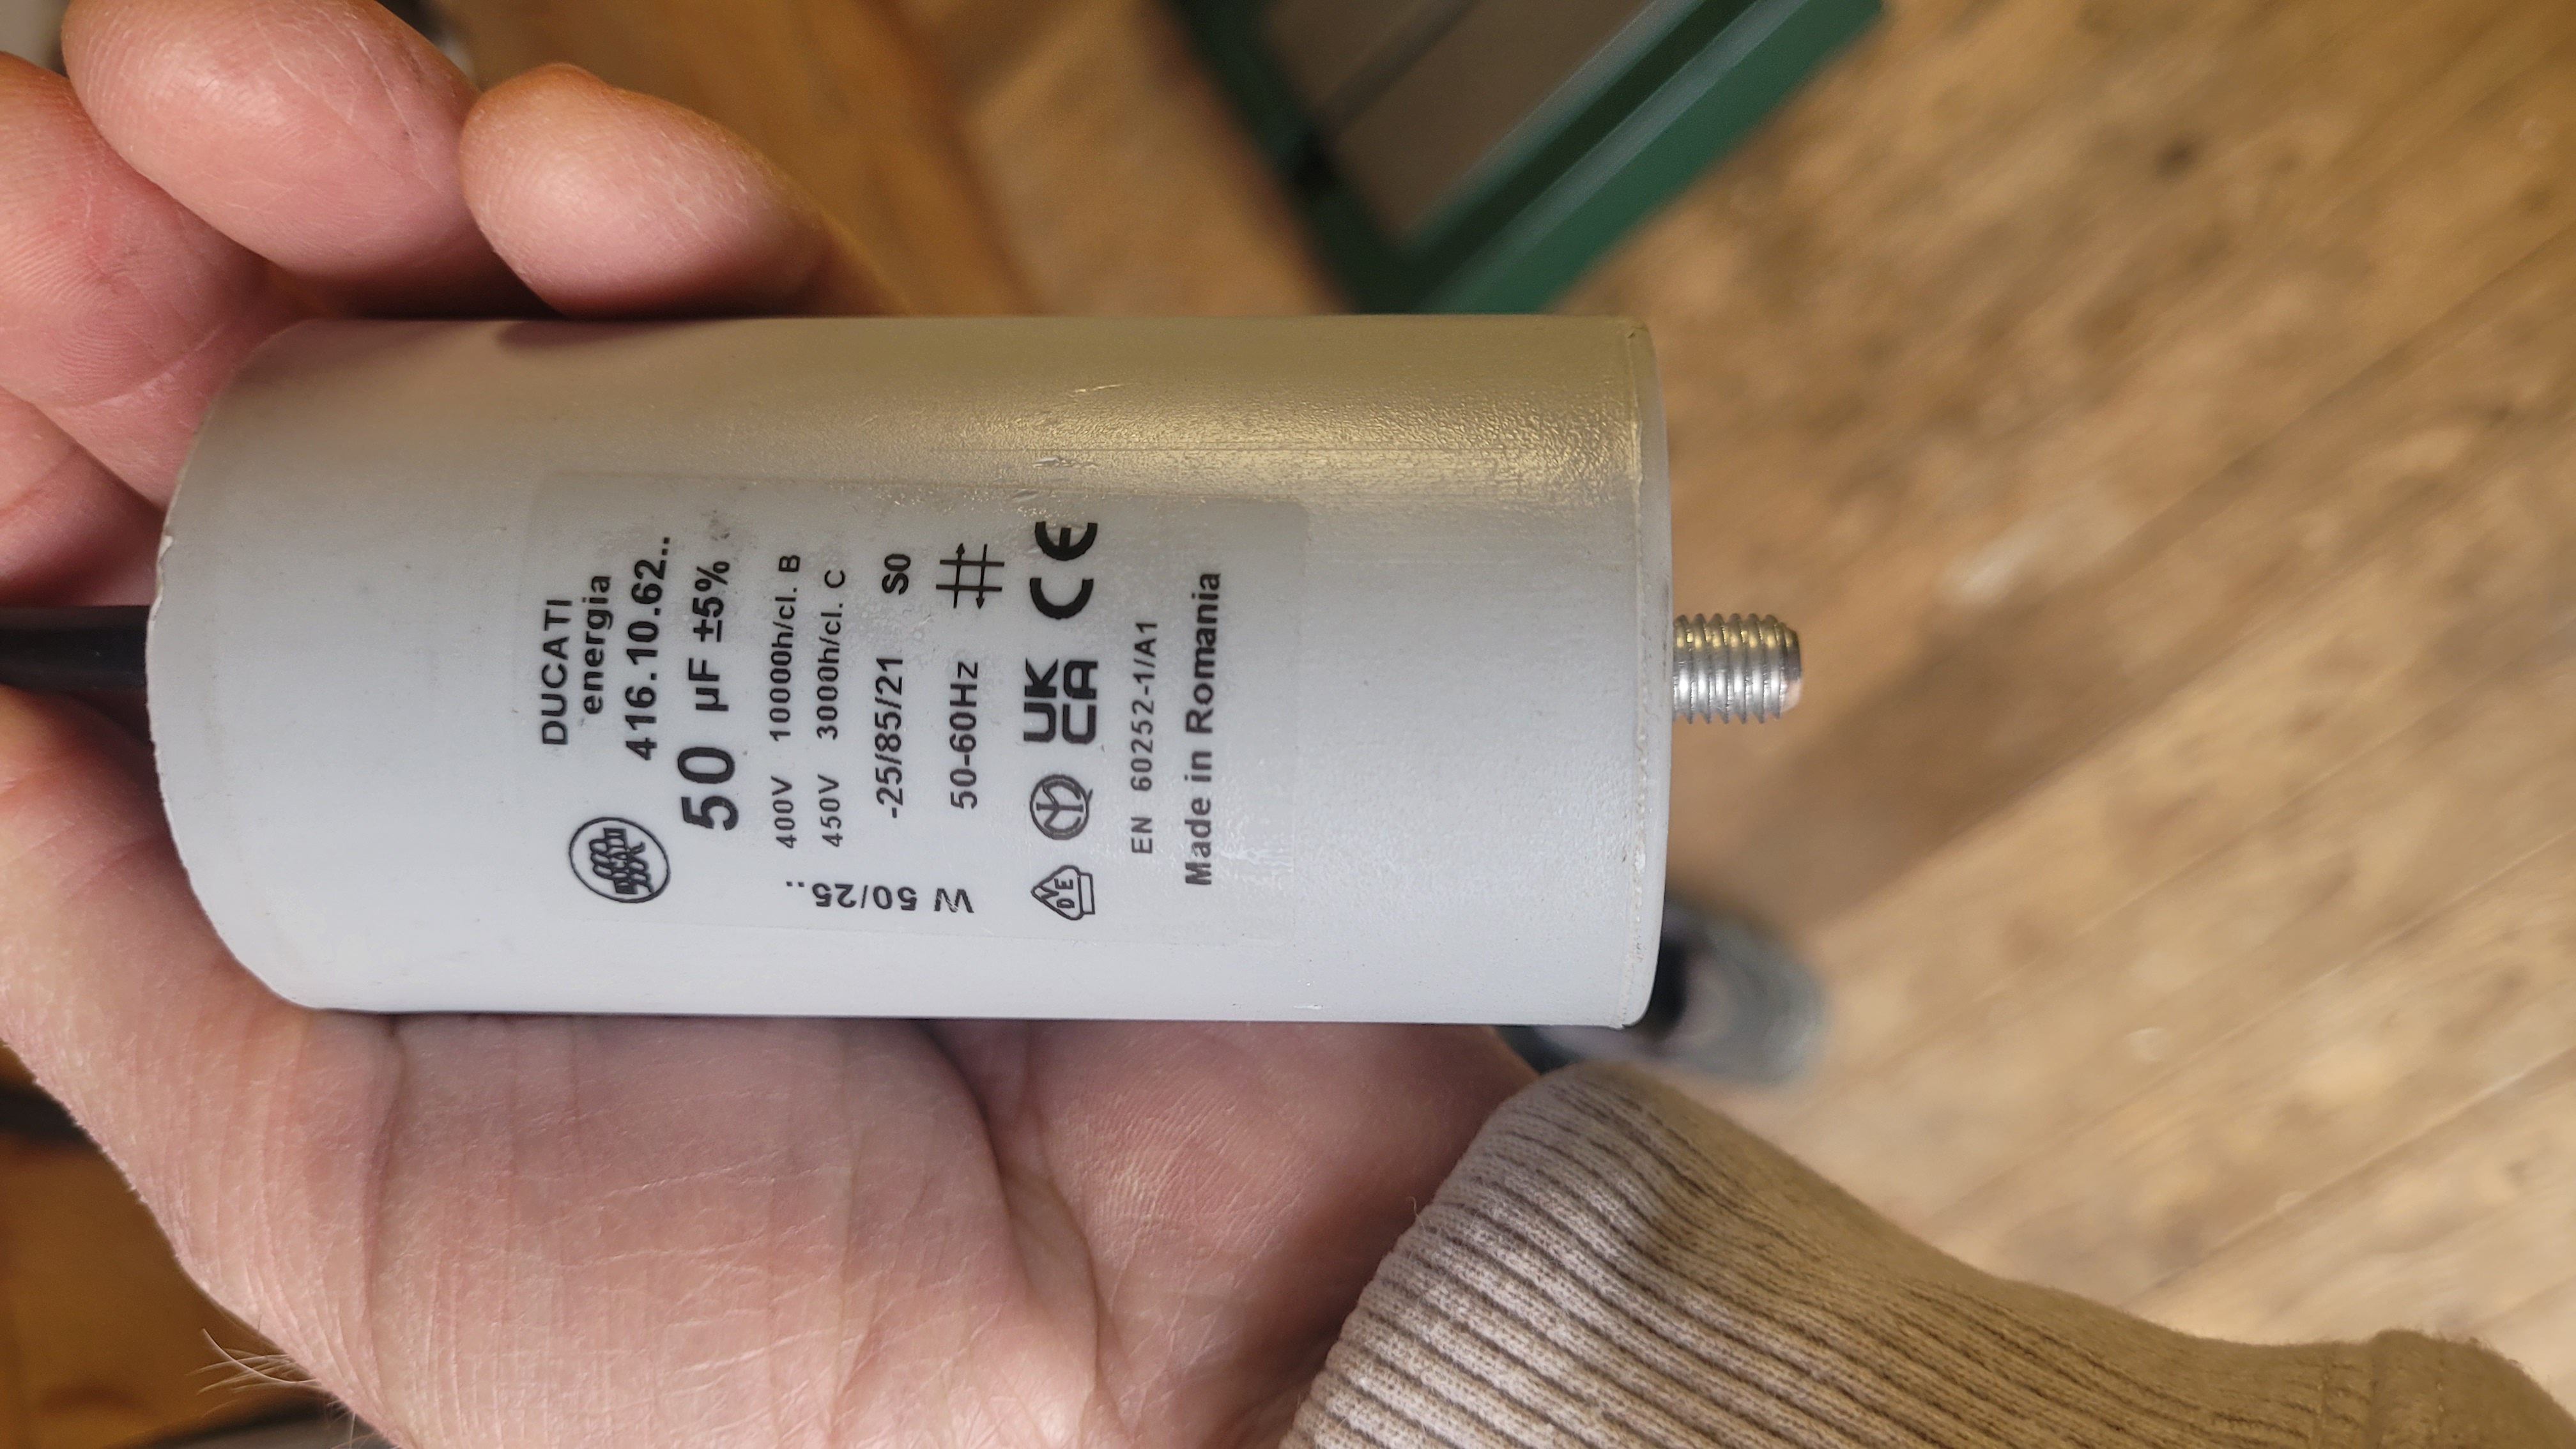 DUCATI
energia
416.10.62..
50 µF ±5%
400V 10000h/cl. B
450V 3000h/cl. C
-25/85/21 S0
50-60Hz
UK
CA
CE
EN 60252-1/A1
Made in Romania
W 50/25..
DVE